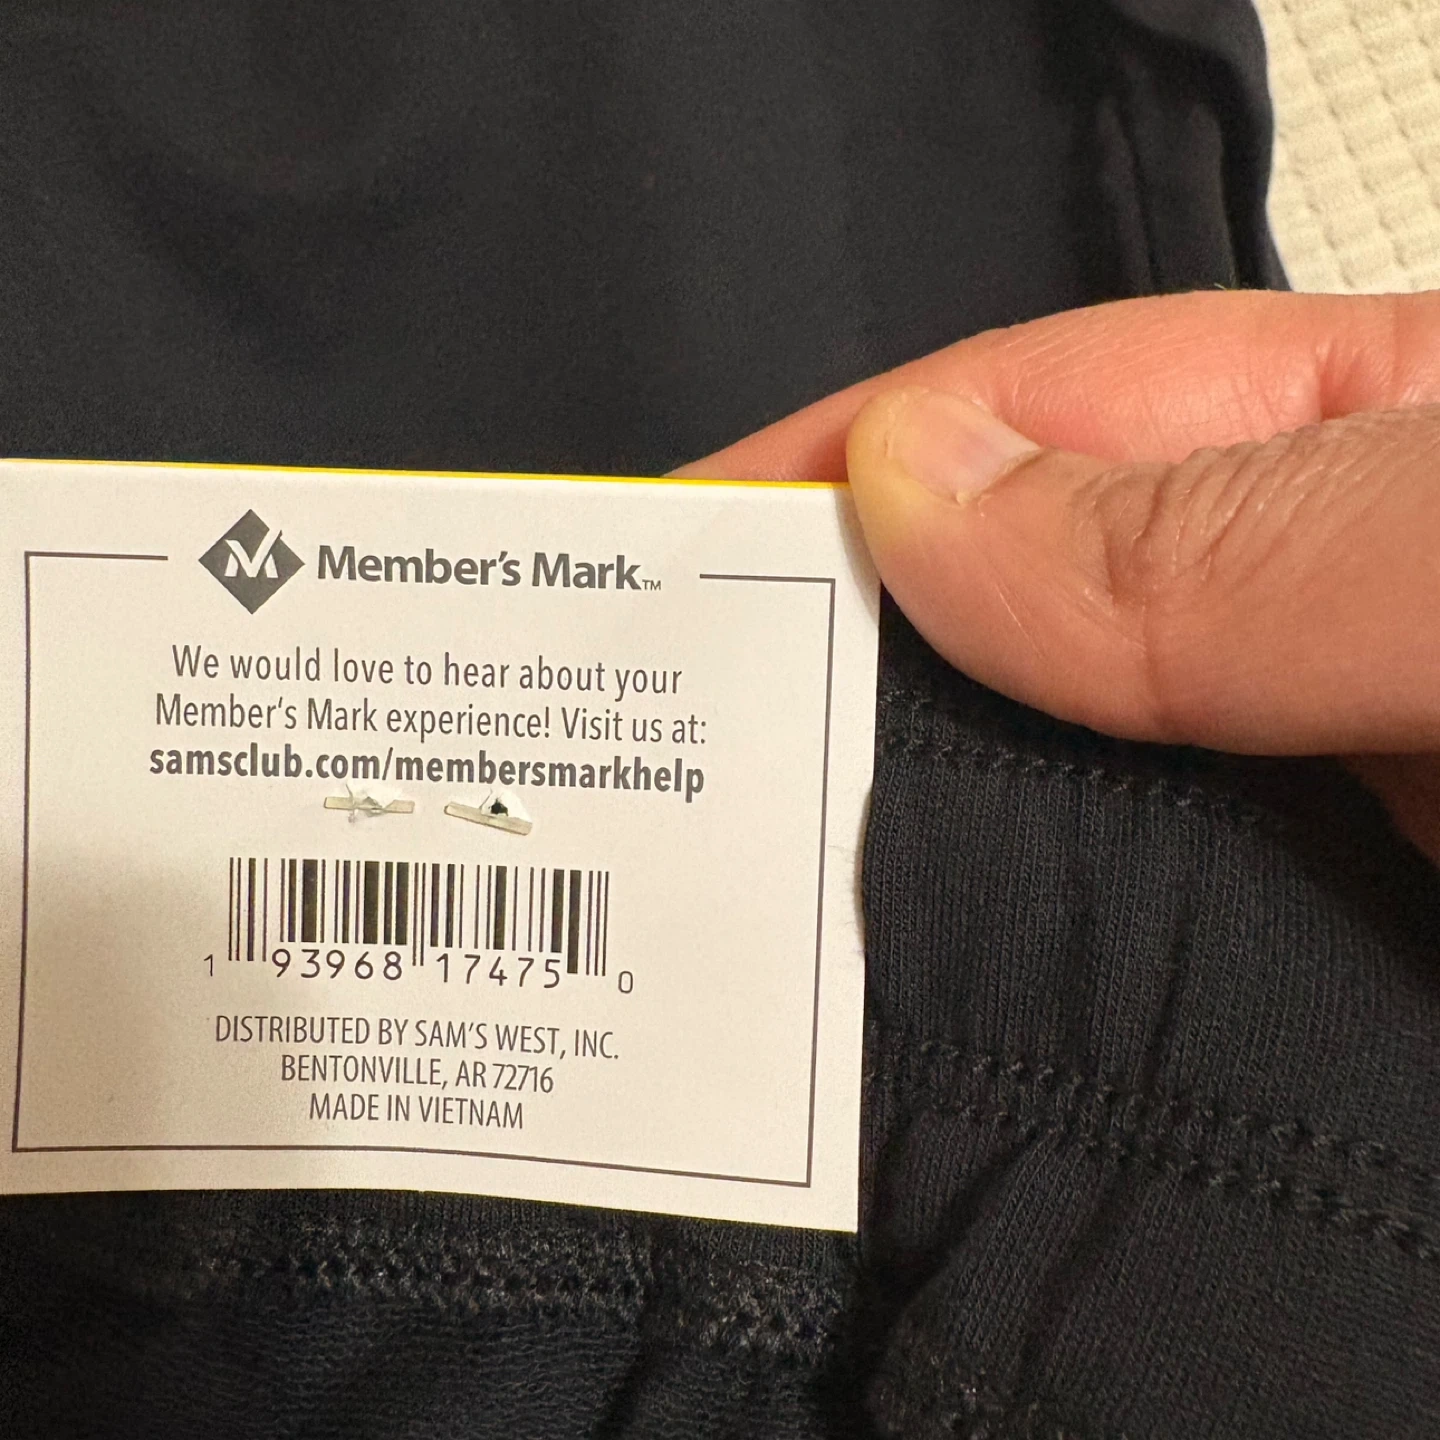 Member's Mark™
We would love to hear about your
Member's Mark experience! Visit us at:
samsclub.com/membersmarkhelp
1 93968 17475 0
DISTRIBUTED BY SAM'S WEST, INC.
BENTONVILLE, AR 72716
MADE IN VIETNAM